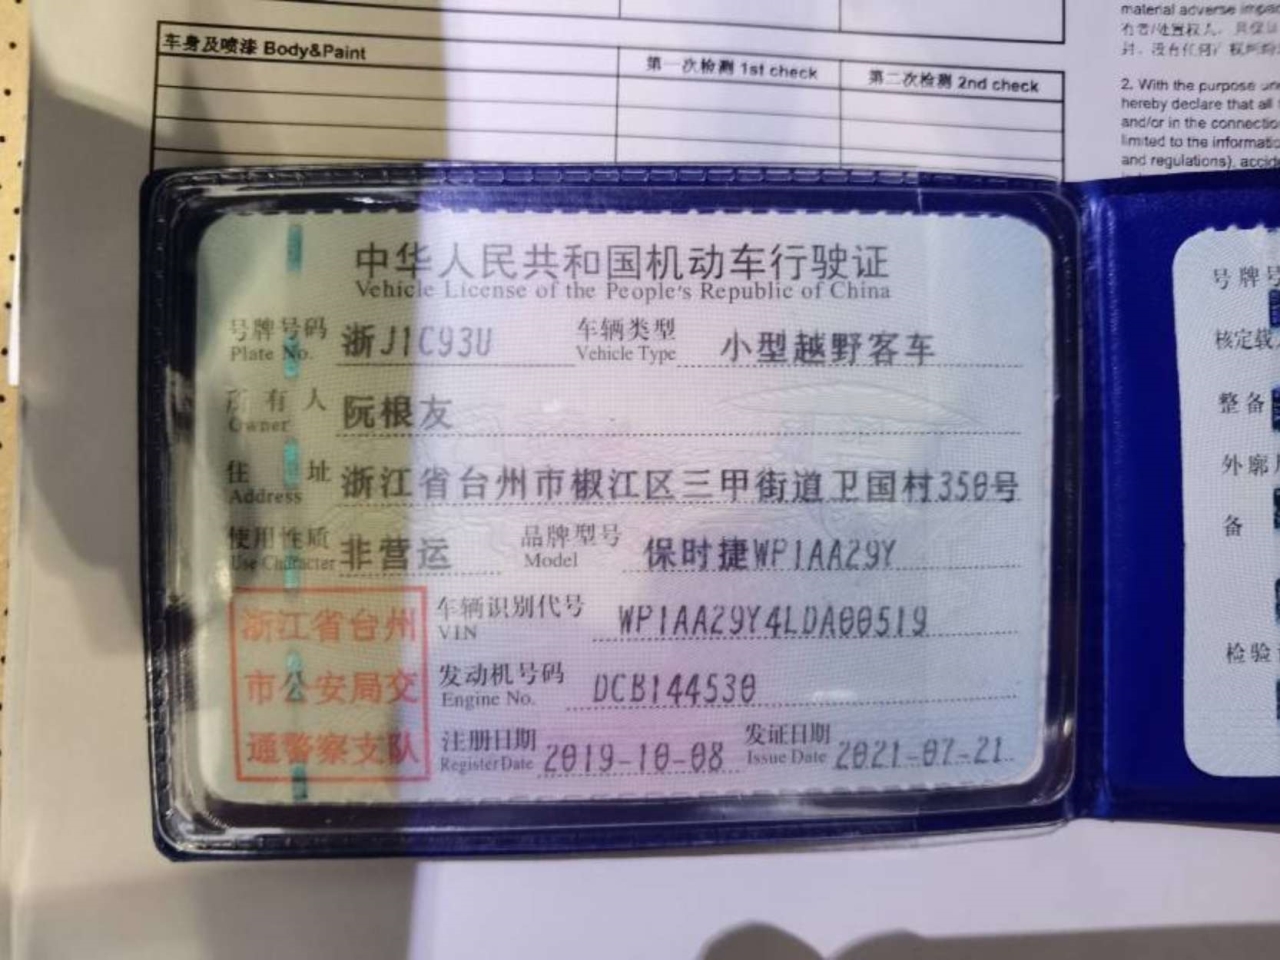 material adverse impac
车身及喷漆 Body&Paint
第一次检测 1st check
第二次检测 2nd check
2. With the purpose
hereby declare that all
and/or in the connectio
limited to the informatio
and regulations), accid
中华人民共和国机动车行驶证
Vehicle License of the People's Republic of China
号牌号码 浙J1C93U 车辆类型 小型越野客车
Plate No. Vehicle Type
所有人 阮根友
Owner
住址 浙江省台州市椒江区三甲街道卫国村350号
Address
使用性质 非营运 品牌型号 保时捷WP1AA29Y
Use Character Model
浙江省台州
市公安局交
通警察支队
车辆识别代号 WP1AA29Y4LDA00519
VIN
发动机号码 DCB144530
Engine No.
注册日期 2019-10-08 发证日期 2021-07-21
Register Date Issue Date
号牌号
核定载
整备
外廓
备
检验